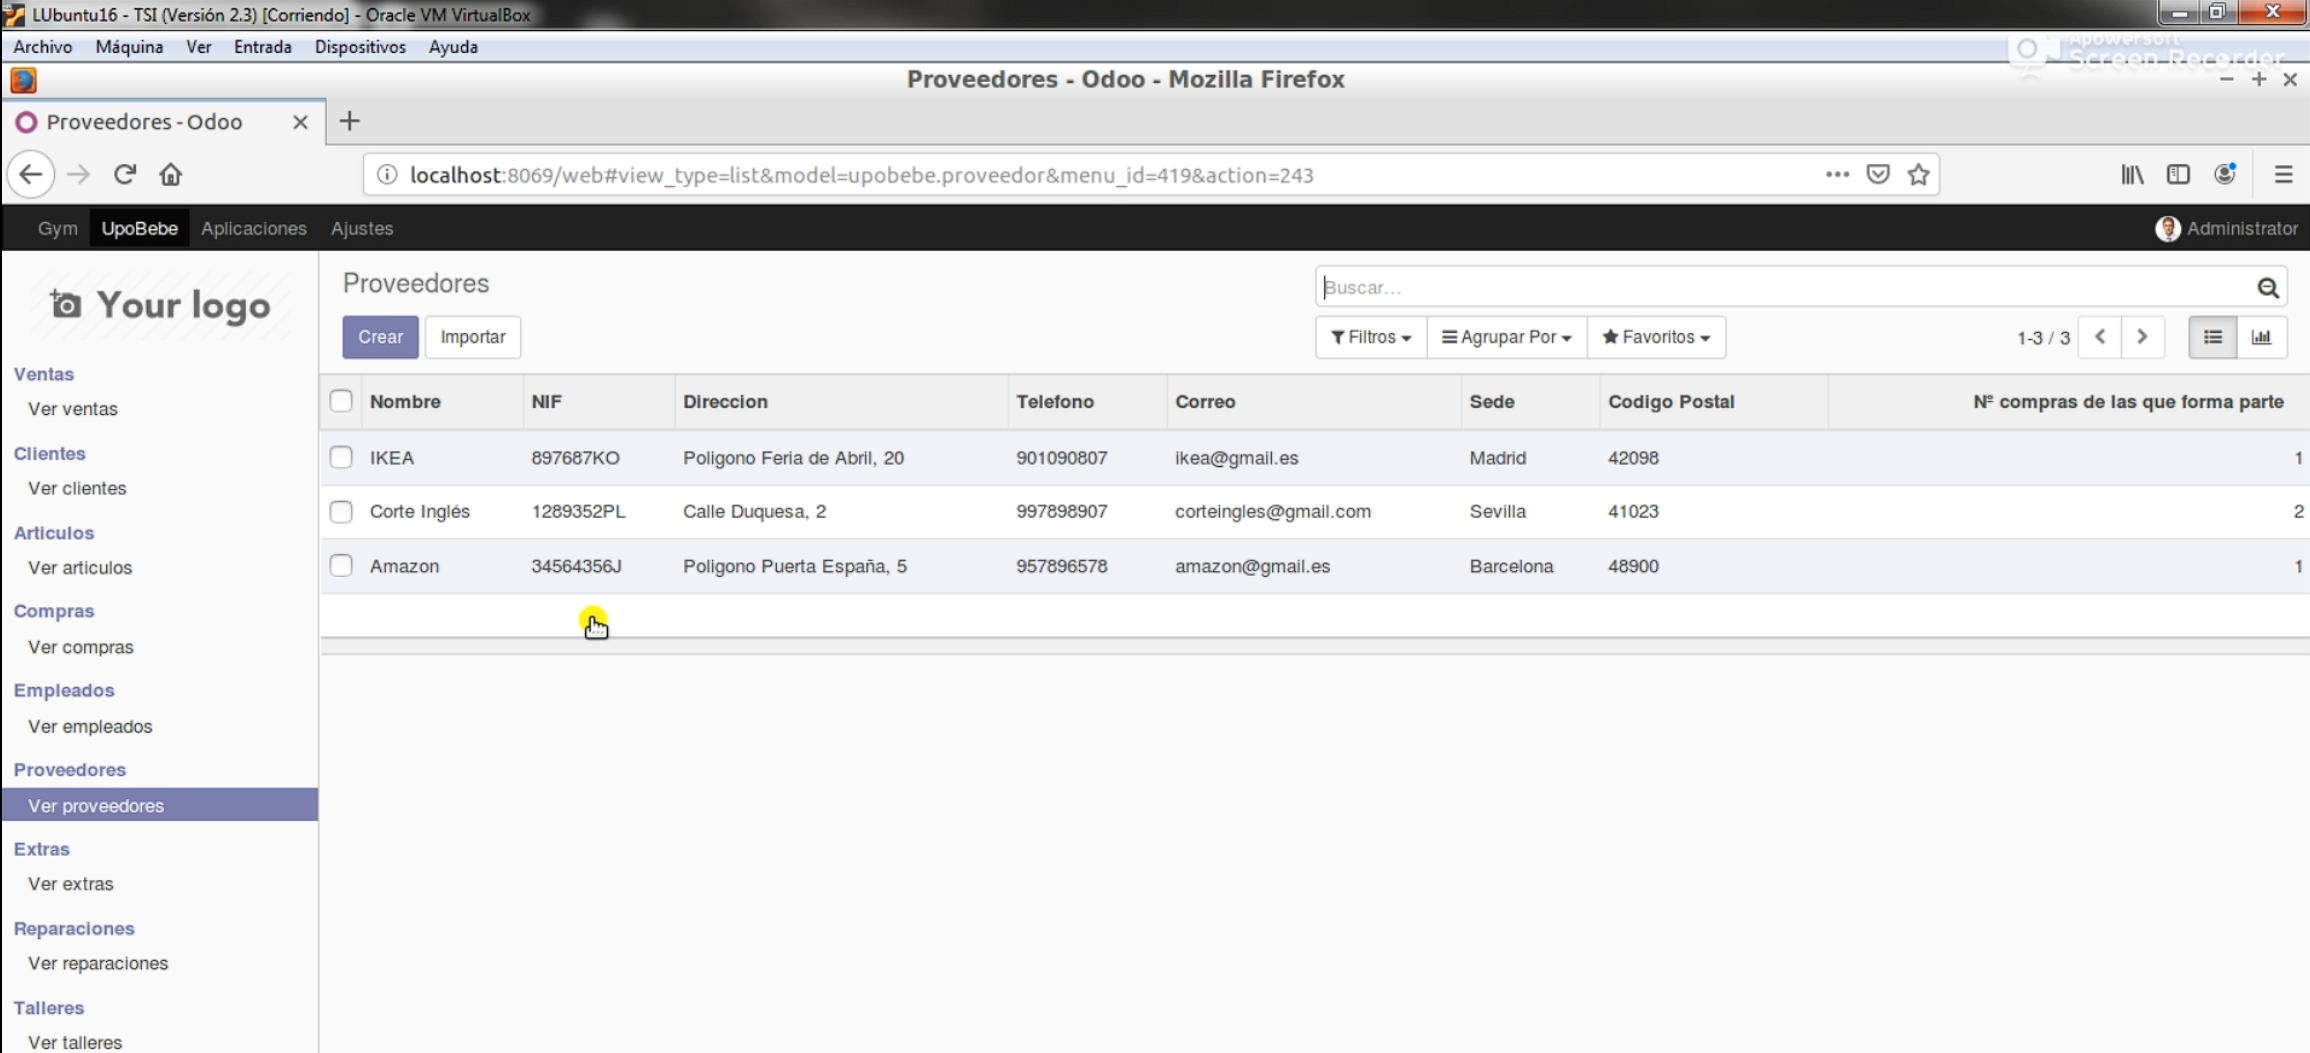 LUbuntu16 - TSI (Versión 2.3) [Corriendo] - Oracle VM VirtualBox
Archivo Máquina Ver Entrada Dispositivos Ayuda
Apowersoft
Screen Recorder
Proveedores - Odoo - Mozilla Firefox
Proveedores - Odoo
localhost:8069/web#view_type=list&model=upobebe.proveedor&menu_id=419&action=243
Gym UpoBebe Aplicaciones Ajustes Administrator
Your logo
Proveedores
Buscar...
Crear Importar
Filtros Agrupar Por Favoritos 1-3 / 3
Ventas
Ver ventas
Clientes
Ver clientes
Articulos
Ver articulos
Compras
Ver compras
Empleados
Ver empleados
Proveedores
Ver proveedores
Extras
Ver extras
Reparaciones
Ver reparaciones
Talleres
Ver talleres
Nombre NIF Direccion Telefono Correo Sede Codigo Postal Nº compras de las que forma parte
IKEA 897687KO Poligono Feria de Abril, 20 901090807 ikea@gmail.es Madrid 42098 1
Corte Inglés 1289352PL Calle Duquesa, 2 997898907 corteingles@gmail.com Sevilla 41023 2
Amazon 34564356J Poligono Puerta España, 5 957896578 amazon@gmail.es Barcelona 48900 1